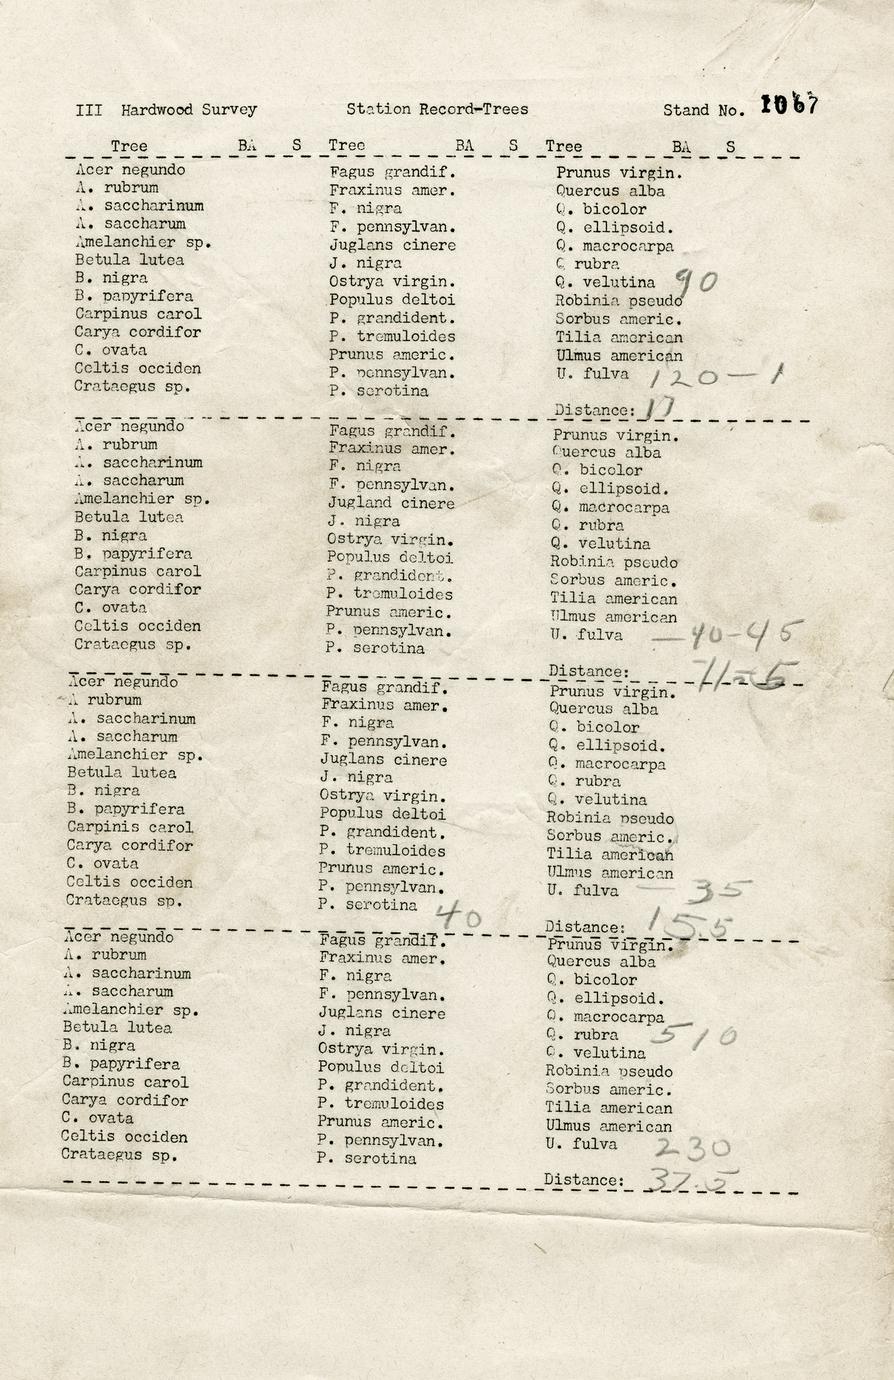 III Hardwood Survey Station Record-Trees Stand No. 1067
Tree BA S Tree BA S Tree BA S
Acer negundo Fagus grandif. Prunus virgin.
A. rubrum Fraxinus amer. Quercus alba
A. saccharinum F. nigra Q. bicolor
A. saccharum F. pennsylvan. Q. ellipsoid.
Amelanchier sp. Juglans cinere Q. macrocarpa
Betula lutea J. nigra Q rubra
B. nigra Ostrya virgin. Q. velutina 90
B. papyrifera Populus deltoi Robinia pseudo
Carpinus carol P. grandident. Sorbus americ.
Carya cordifor P. tremuloides Tilia american
C. ovata Prunus americ. Ulmus american
Celtis occiden P. pennsylvan. U. fulva 120-1
Crataegus sp. P. serotina
Distance: 17
Acer negundo Fagus grandif. Prunus virgin.
A. rubrum Fraxinus amer. Quercus alba
A. saccharinum F. nigra Q. bicolor
A. saccharum F. pennsylvan. Q. ellipsoid.
Amelanchier sp. Jugland cinere Q. macrocarpa
Betula lutea J. nigra Q. rubra
B. nigra Ostrya virgin. Q. velutina
B. papyrifera Populus deltoi Robinia pseudo
Carpinus carol P. grandident. Sorbus americ.
Carya cordifor P. tremuloides Tilia american
C. ovata Prunus americ. Ulmus american
Celtis occiden P. pennsylvan. U. fulva —40-45
Crataegus sp. P. serotina
Distance:
Acer negundo Fagus grandif. Prunus virgin.
A rubrum Fraxinus amer. Quercus alba
A. saccharinum F. nigra Q. bicolor
A. saccharum F. pennsylvan. Q. ellipsoid.
Amelanchier sp. Juglans cinere Q. macrocarpa
Betula lutea J. nigra Q. rubra
B. nigra Ostrya virgin. Q. velutina
B. papyrifera Populus deltoi Robinia pseudo
Carpinis carol P. grandident. Sorbus americ.
Carya cordifor P. tremuloides Tilia american
C. ovata Prunus americ. Ulmus american
Celtis occiden P. pennsylvan. U. fulva — 35
Crataegus sp. P. serotina 40
Distance: 15.5
Acer negundo Fagus grandif. Prunus virgin.
A. rubrum Fraxinus amer. Quercus alba
A. saccharinum F. nigra Q. bicolor
A. saccharum F. pennsylvan. Q. ellipsoid.
Amelanchier sp. Juglans cinere Q. macrocarpa
Betula lutea J. nigra Q. rubra 510
B. nigra Ostrya virgin. Q. velutina
B. papyrifera Populus deltoi Robinia pseudo
Carpinus carol P. grandident. Sorbus americ.
Carya cordifor P. tremuloides Tilia american
C. ovata Prunus americ. Ulmus american
Celtis occiden P. pennsylvan. U. fulva 230
Crataegus sp. P. serotina
Distance: 37.5